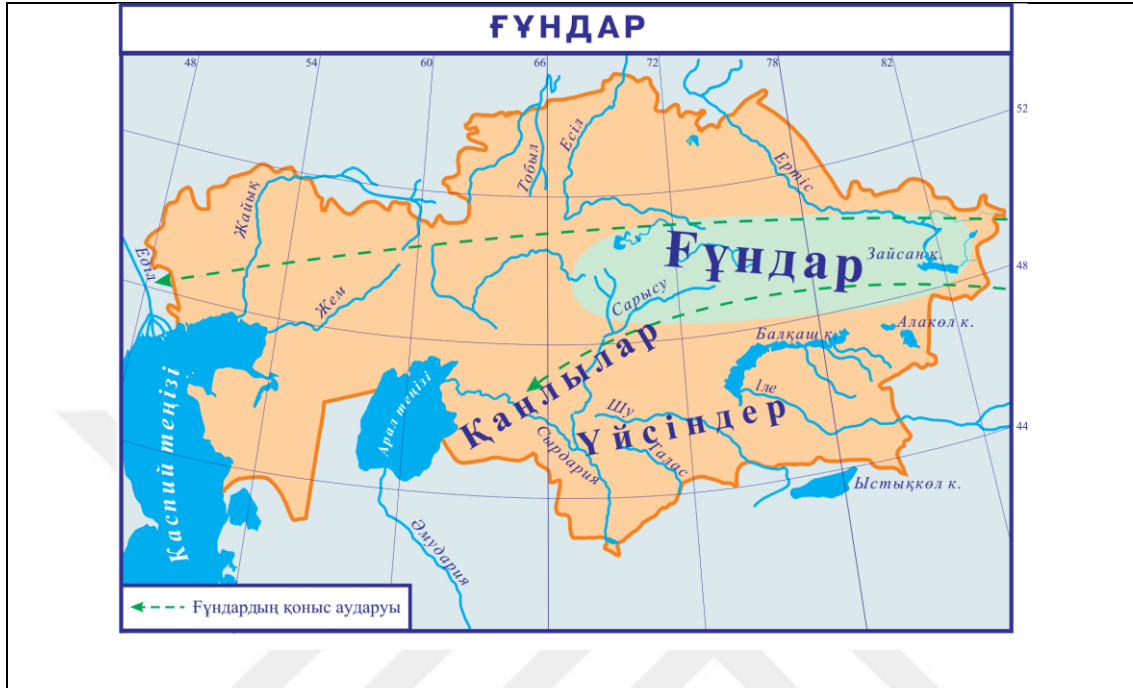 ҒҰНДАР
48
54
60
66
72
78
82
52
Есіл
Тобыл
Ертіс
Жайық
Еділ
Ғұндар
Зайсан к.
48
Жем
Сарысу
Алакөл к.
Балқаш к.
Қаңлылар
Іле
Каспий теңізі
Арал теңізі
Шу
Үйсіндер
44
Сырдария
Талас
Ыстықкөл к.
Әмудария
Ғұндардың қоныс аударуы